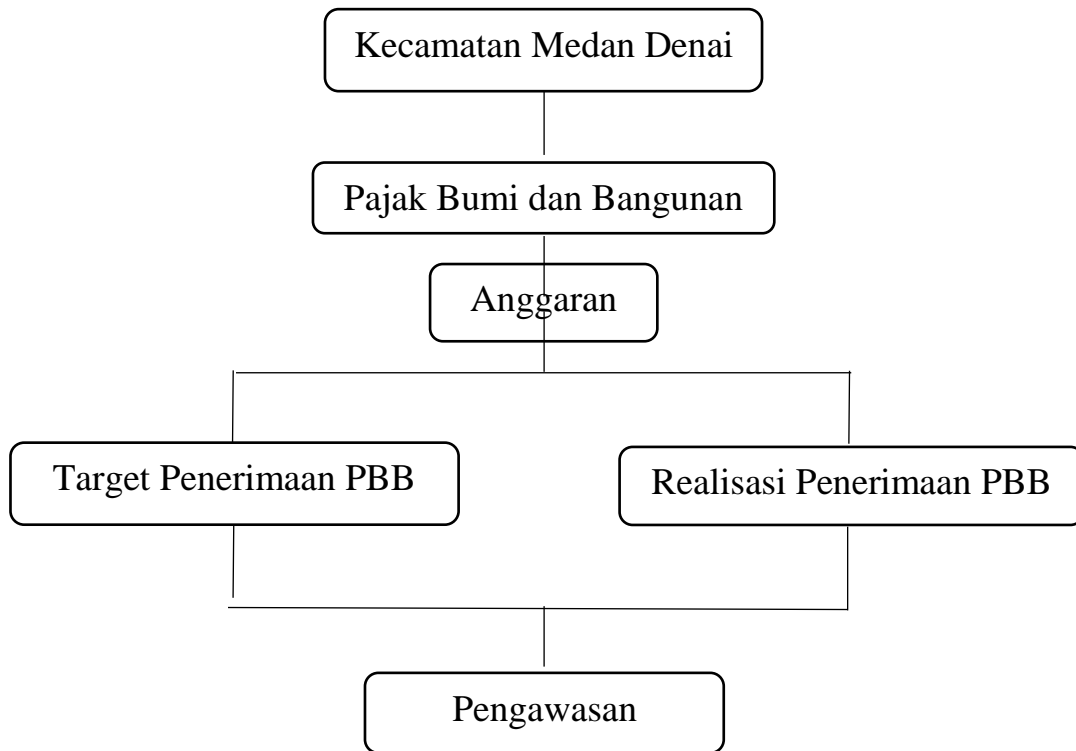 Kecamatan Medan Denai
Pajak Bumi dan Bangunan
Anggaran
Target Penerimaan PBB
Realisasi Penerimaan PBB
Pengawasan